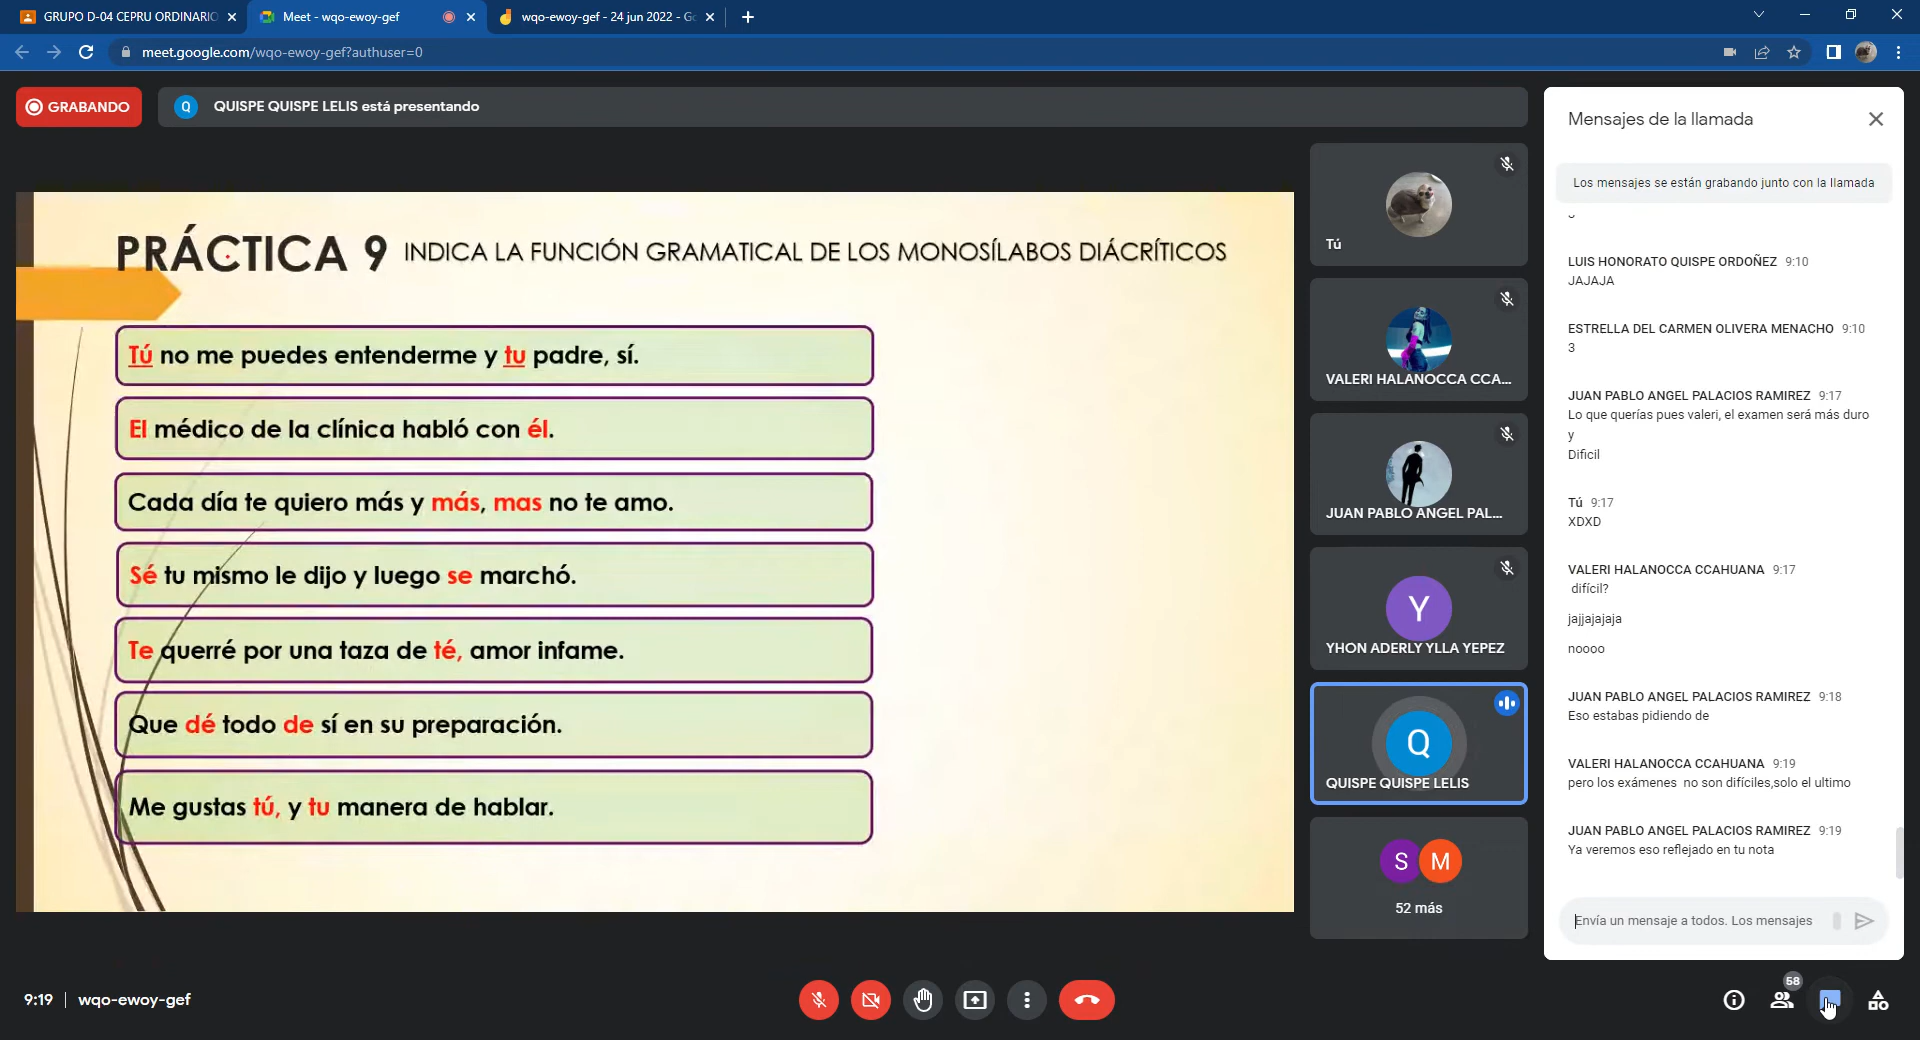 GRUPO D-04 CEPRU ORDINARIO
Meet - wqo-ewoy-gef
wqo-ewoy-gef - 24 jun 2022 - Go
meet.google.com/wqo-ewoy-gef?authuser=0
GRABANDO
Q
QUISPE QUISPE LELIS está presentando
PRÁCTICA 9 INDICA LA FUNCIÓN GRAMATICAL DE LOS MONOSÍLABOS DIÁCRÍTICOS
Tú no me puedes entenderme y tu padre, sí.
El médico de la clínica habló con él.
Cada día te quiero más y más, mas no te amo.
Sé tu mismo le dijo y luego se marchó.
Te querré por una taza de té, amor infame.
Que dé todo de sí en su preparación.
Me gustas tú, y tu manera de hablar.
Tú
VALERI HALANOCCA CCA...
JUAN PABLO ANGEL PAL...
Y
YHON ADERLY YLLA YEPEZ
Q
QUISPE QUISPE LELIS
S M
52 más
Mensajes de la llamada
Los mensajes se están grabando junto con la llamada
LUIS HONORATO QUISPE ORDOÑEZ 9:10
JAJAJA
ESTRELLA DEL CARMEN OLIVERA MENACHO 9:10
3
JUAN PABLO ANGEL PALACIOS RAMIREZ 9:17
Lo que querías pues valeri, el examen será más duro
y
Dificil
Tú 9:17
XDXD
VALERI HALANOCCA CCAHUANA 9:17
difícil?
jajjajajaja
noooo
JUAN PABLO ANGEL PALACIOS RAMIREZ 9:18
Eso estabas pidiendo de
VALERI HALANOCCA CCAHUANA 9:19
pero los exámenes no son difíciles,solo el ultimo
JUAN PABLO ANGEL PALACIOS RAMIREZ 9:19
Ya veremos eso reflejado en tu nota
Envía un mensaje a todos. Los mensajes
9:19 | wqo-ewoy-gef
58